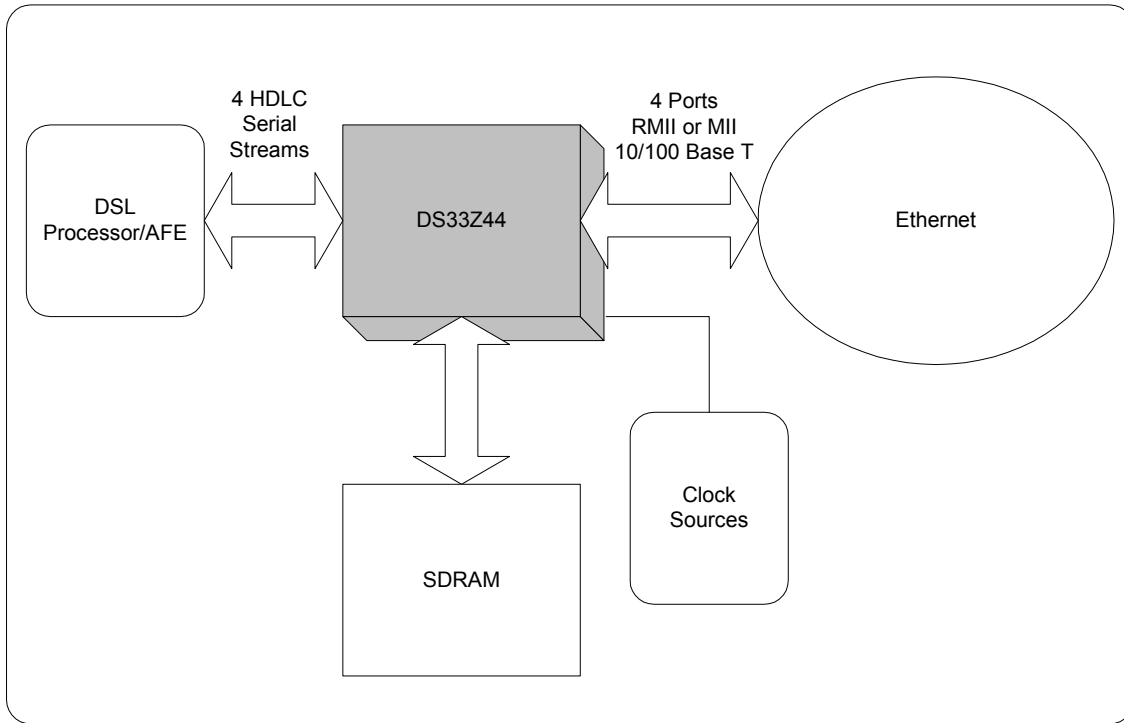 4 HDLC
Serial
Streams
4 Ports
RMII or MII
10/100 Base T
DSL
Processor/AFE
DS33Z44
Ethernet
Clock
Sources
SDRAM